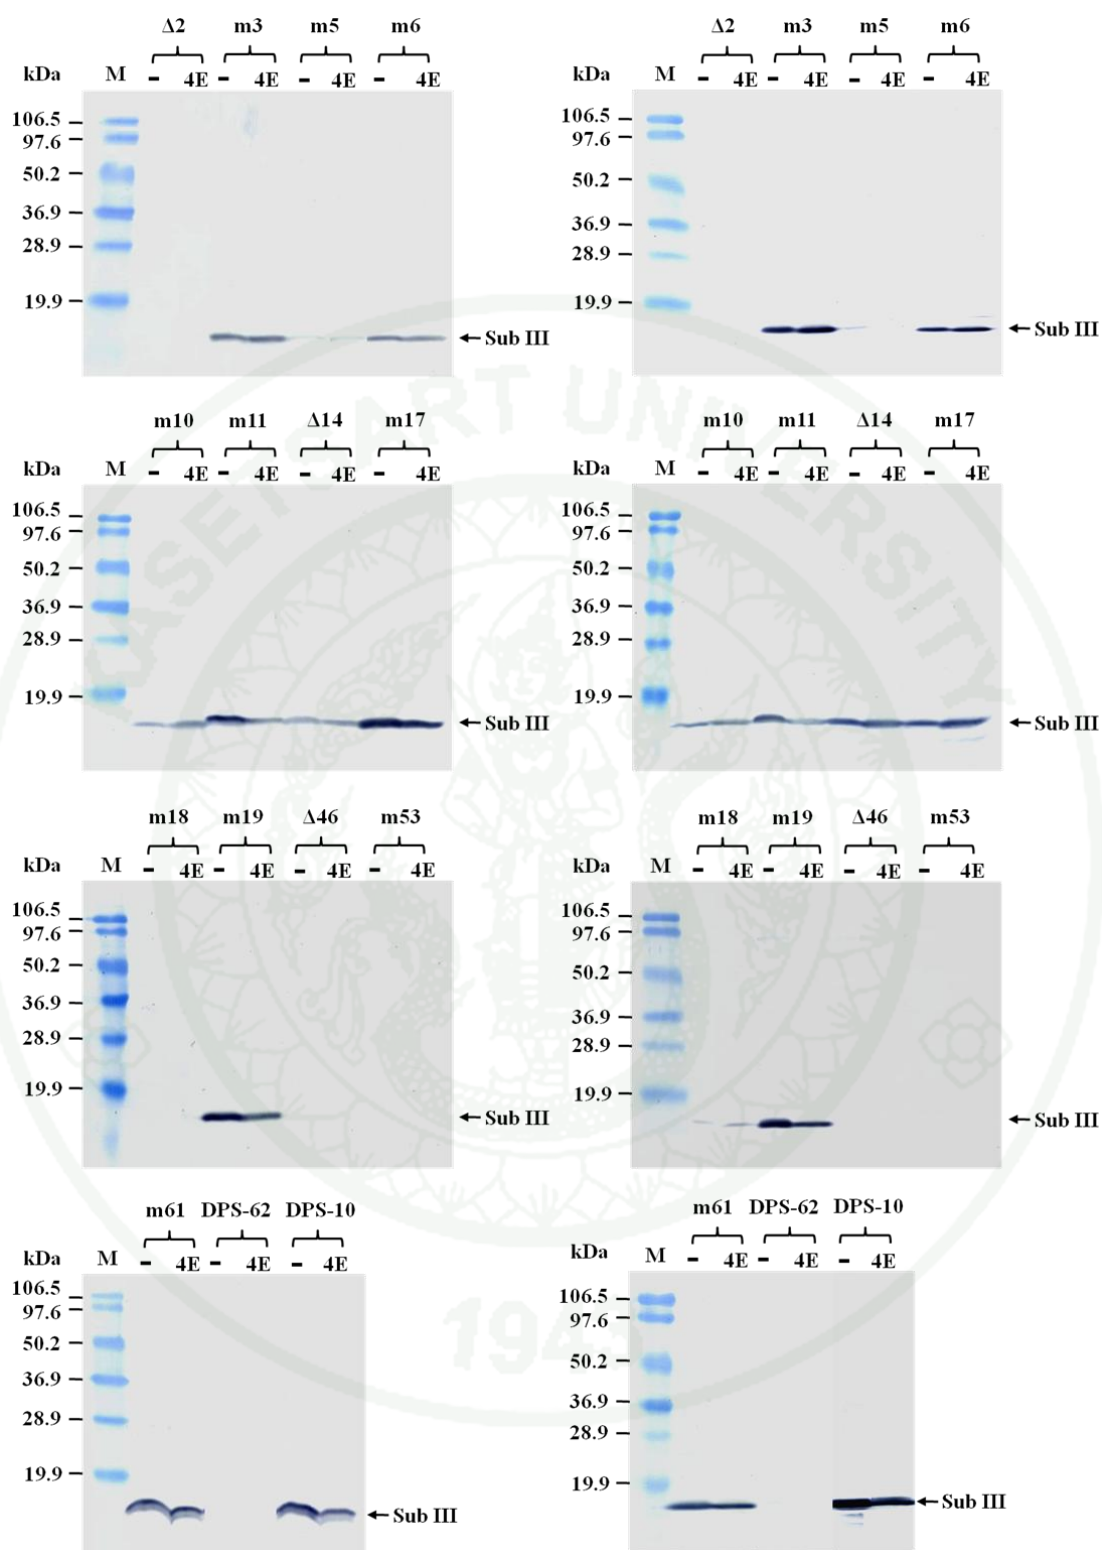 Δ2 m3 m5 m6
kDa M - 4E - 4E - 4E - 4E
106.5
97.6
50.2
36.9
28.9
19.9
← Sub III
Δ2 m3 m5 m6
kDa M - 4E - 4E - 4E - 4E
106.5
97.6
50.2
36.9
28.9
19.9
← Sub III
m10 m11 Δ14 m17
kDa M - 4E - 4E - 4E - 4E
106.5
97.6
50.2
36.9
28.9
19.9
← Sub III
m10 m11 Δ14 m17
kDa M - 4E - 4E - 4E - 4E
106.5
97.6
50.2
36.9
28.9
19.9
← Sub III
m18 m19 Δ46 m53
kDa M - 4E - 4E - 4E - 4E
106.5
97.6
50.2
36.9
28.9
19.9
← Sub III
m18 m19 Δ46 m53
kDa M - 4E - 4E - 4E - 4E
106.5
97.6
50.2
36.9
28.9
19.9
← Sub III
m61 DPS-62 DPS-10
kDa M - 4E - 4E - 4E
106.5
97.6
50.2
36.9
28.9
19.9
← Sub III
m61 DPS-62 DPS-10
kDa M - 4E - 4E - 4E
106.5
97.6
50.2
36.9
28.9
19.9
← Sub III
KASETSART UNIVERSITY
1943